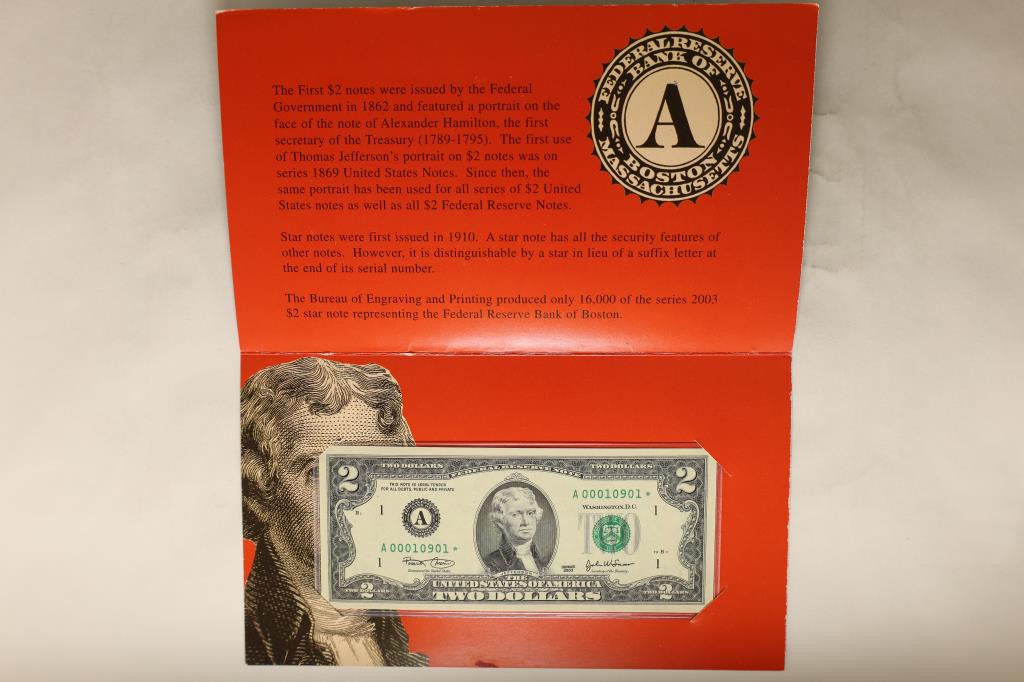 The First $2 notes were issued by the Federal
Government in 1862 and featured a portrait on the
face of the note of Alexander Hamilton, the first
secretary of the Treasury (1789-1795). The first use
of Thomas Jefferson's portrait on $2 notes was on
series 1869 United States Notes. Since then, the
same portrait has been used for all series of $2 United
States notes as well as all $2 Federal Reserve Notes.
FEDERAL RESERVE
BANK OF
A
BOSTON
MASSACHUSETTS
Star notes were first issued in 1910. A star note has all the security features of
other notes. However, it is distinguishable by a star in lieu of a suffix letter at
the end of its serial number.
The Bureau of Engraving and Printing produced only 16,000 of the series 2003
$2 star note representing the Federal Reserve Bank of Boston.
2 TWO DOLLARS FEDERAL RESERVE NOTE TWO DOLLARS 2
THIS NOTE IS LEGAL TENDER
FOR ALL DEBTS, PUBLIC AND PRIVATE
A 00010901 *
WASHINGTON, D.C.
1 1
A
TWO
A 00010901 *
1 1
SERIES
2003
THE
UNITED STATES OF AMERICA
2 TWO DOLLARS 2
TWO DOLLARS TWO DOLLARS